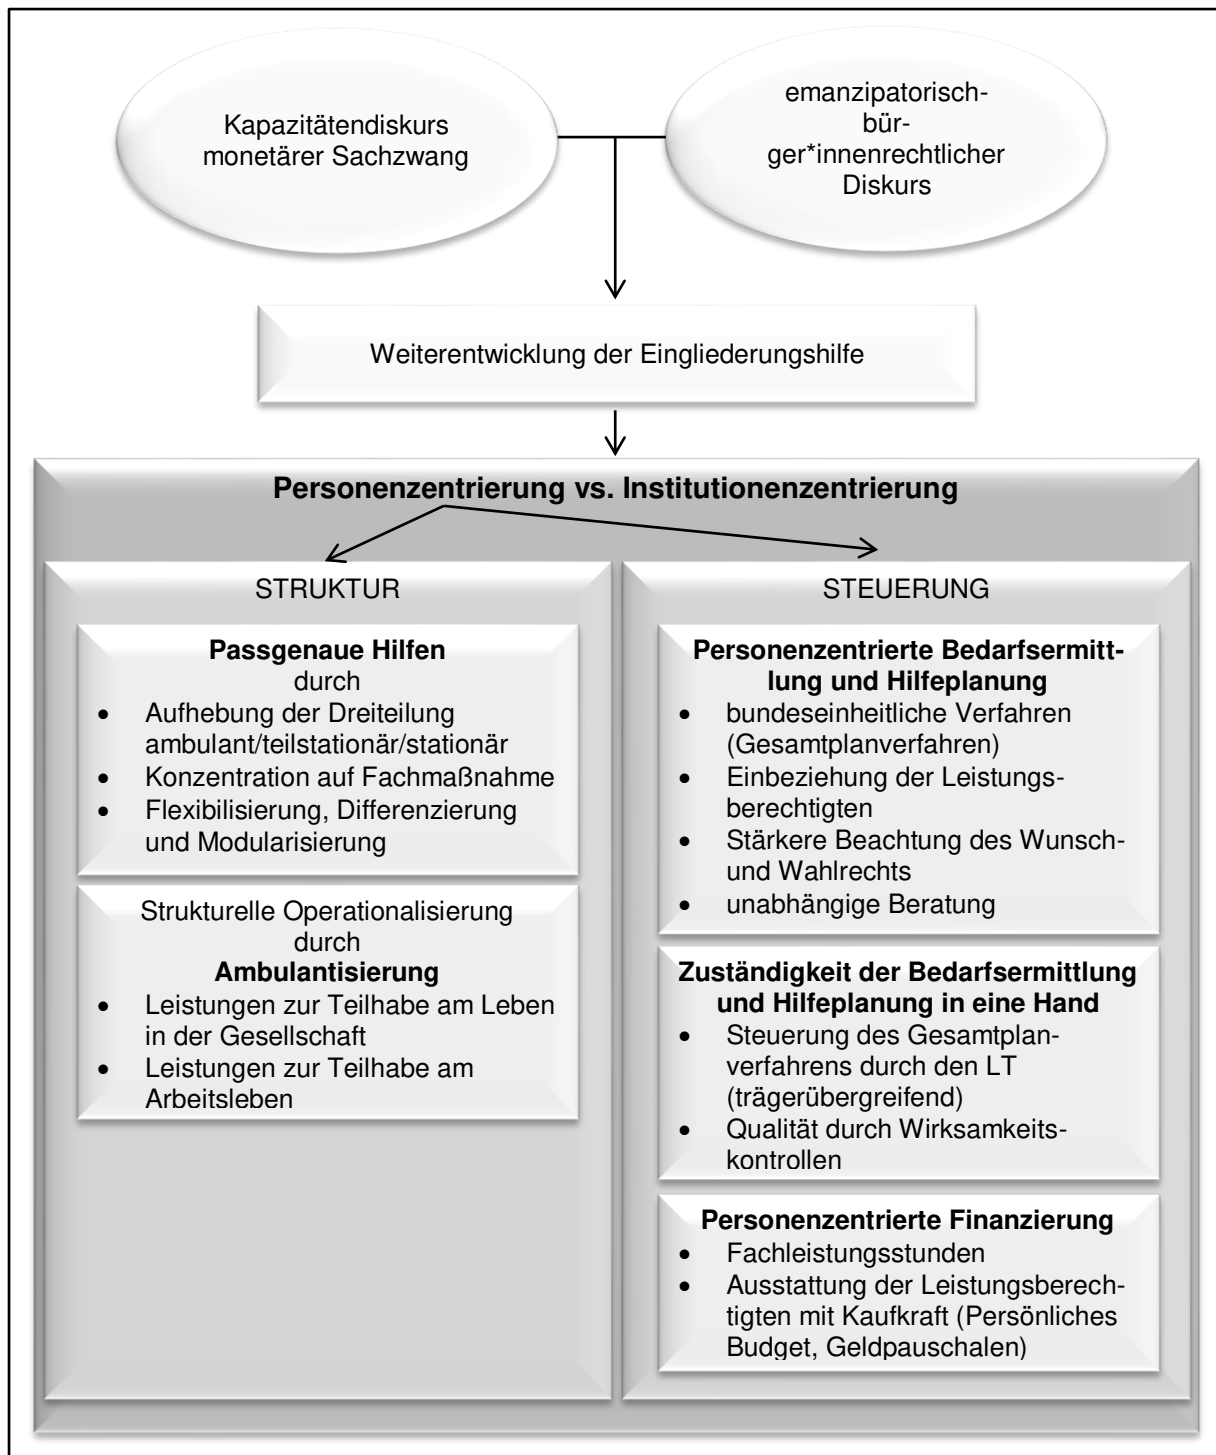 Kapazitätendiskurs
monetärer Sachzwang
emanzipatorisch-
bür-
ger*innenrechtlicher
Diskurs
Weiterentwicklung der Eingliederungshilfe
Personenzentrierung vs. Institutionenzentrierung
STRUKTUR
Passgenaue Hilfen
durch
• Aufhebung der Dreiteilung
ambulant/teilstationär/stationär
• Konzentration auf Fachmaßnahme
• Flexibilisierung, Differenzierung
und Modularisierung
Strukturelle Operationalisierung
durch
Ambulantisierung
• Leistungen zur Teilhabe am Leben
in der Gesellschaft
• Leistungen zur Teilhabe am
Arbeitsleben
STEUERUNG
Personenzentrierte Bedarfsermitt-
lung und Hilfeplanung
• bundeseinheitliche Verfahren
(Gesamtplanverfahren)
• Einbeziehung der Leistungs-
berechtigten
• Stärkere Beachtung des Wunsch-
und Wahlrechts
• unabhängige Beratung
Zuständigkeit der Bedarfsermittlung
und Hilfeplanung in eine Hand
• Steuerung des Gesamtplan-
verfahrens durch den LT
(trägerübergreifend)
• Qualität durch Wirksamkeits-
kontrollen
Personenzentrierte Finanzierung
• Fachleistungsstunden
• Ausstattung der Leistungsberech-
tigten mit Kaufkraft (Persönliches
Budget, Geldpauschalen)